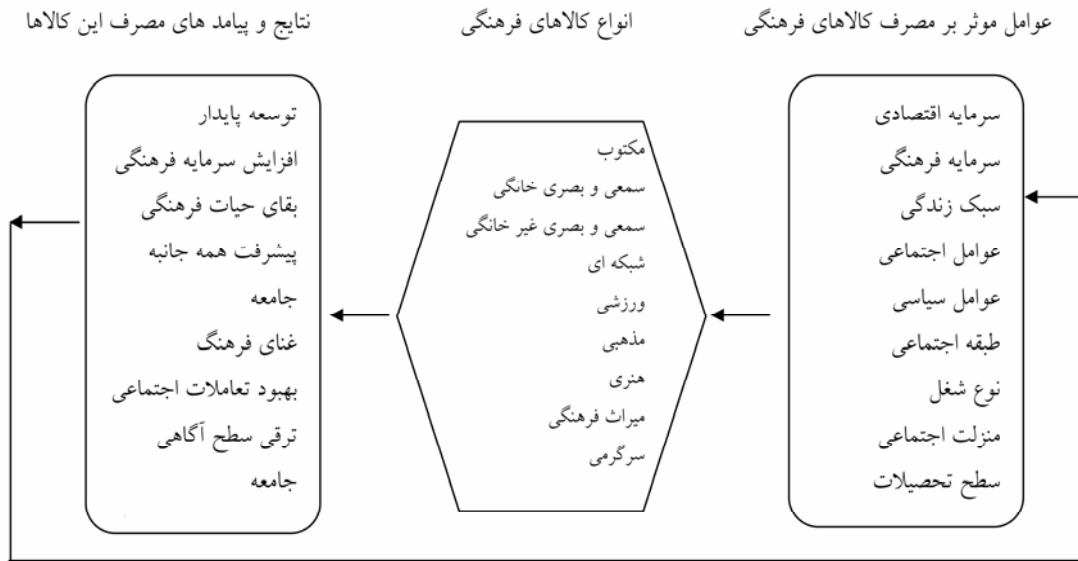 عوامل موثر بر مصرف کالاهای فرهنگی
انواع کالاهای فرهنگی
نتایج و پیامد های مصرف این کالاها
سرمایه اقتصادی
سرمایه فرهنگی
سبک زندگی
عوامل اجتماعی
عوامل سیاسی
طبقه اجتماعی
نوع شغل
منزلت اجتماعی
سطح تحصیلات
مکتوب
سمعی و بصری خانگی
سمعی و بصری غیر خانگی
شبکه ای
ورزشی
مذهبی
هنری
میراث فرهنگی
سرگرمی
توسعه پایدار
افزایش سرمایه فرهنگی
بقای حیات فرهنگی
پیشرفت همه جانبه
جامعه
غنای فرهنگ
بهبود تعاملات اجتماعی
ترقی سطح آگاهی
جامعه